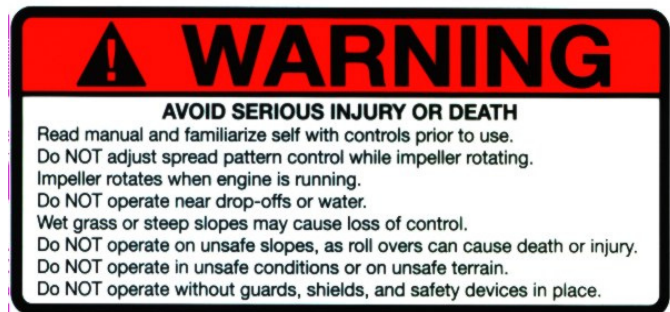 WARNING
AVOID SERIOUS INJURY OR DEATH
Read manual and familiarize self with controls prior to use.
Do NOT adjust spread pattern control while impeller rotating.
Impeller rotates when engine is running.
Do NOT operate near drop-offs or water.
Wet grass or steep slopes may cause loss of control.
Do NOT operate on unsafe slopes, as roll overs can cause death or injury.
Do NOT operate in unsafe conditions or on unsafe terrain.
Do NOT operate without guards, shields, and safety devices in place.